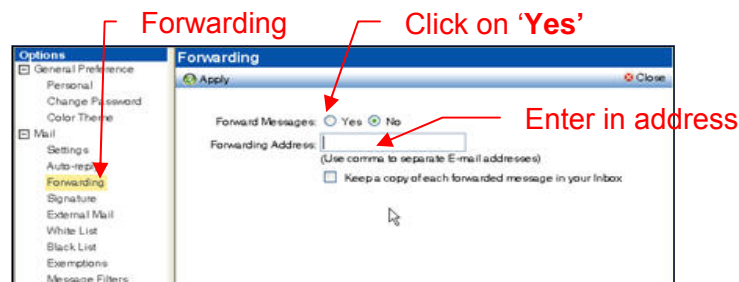 Forwarding
Click on ‘Yes’
Options
Forwarding
General Preference
Apply
Close
Personal
Change Password
Color Theme
Forward Messages: Yes No
Enter in address
Mail
Settings
Forwarding Address:
(Use comma to separate E-mail addresses)
Auto-reply
Keep a copy of each forwarded message in your Inbox
Forwarding
Signature
External Mail
White List
Black List
Exemptions
Message Filters